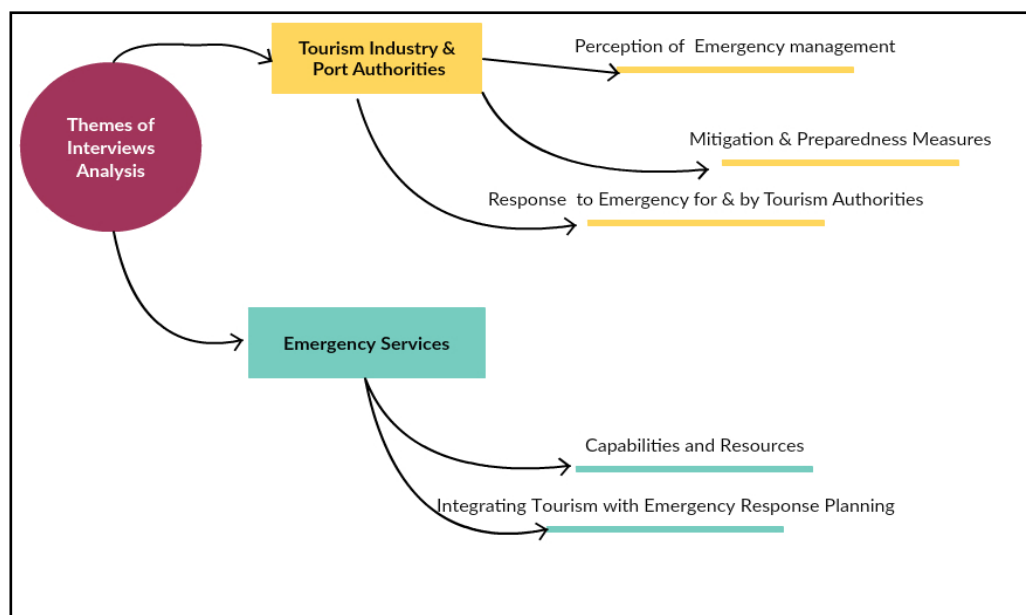 Themes of
Interviews
Analysis
Tourism Industry &
Port Authorities
Perception of Emergency management
Mitigation & Preparedness Measures
Response to Emergency for & by Tourism Authorities
Emergency Services
Capabilities and Resources
Integrating Tourism with Emergency Response Planning